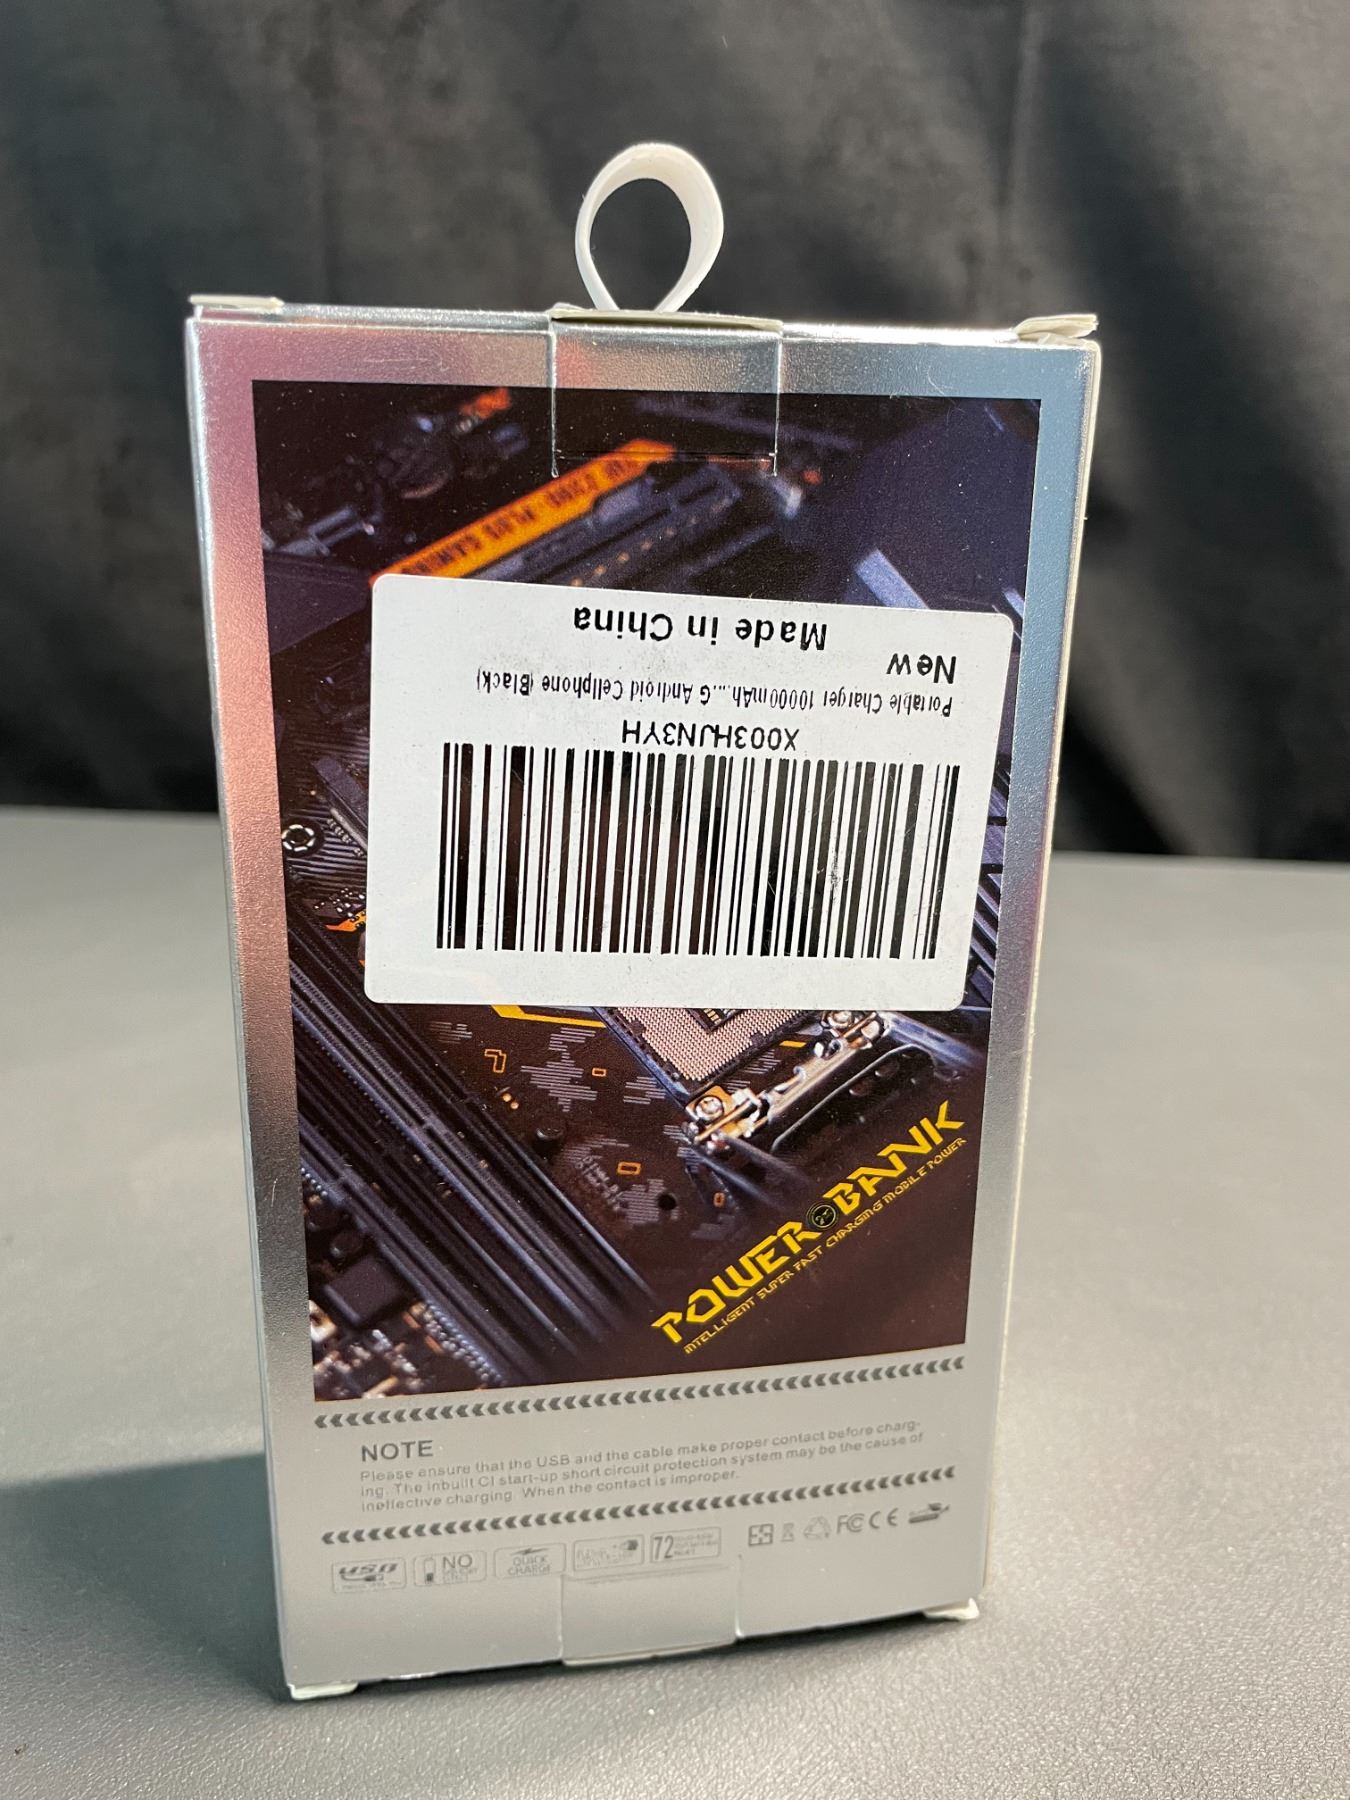 Made in China
New
Portable Charger 10000mAh....G Android Cellphone (Black)
X003HJN3YH
POWER BANK
INTELLIGENT SUPER FAST CHARGING MOBILE POWER
NOTE
Please ensure that the USB and the cable make proper contact before charg-
ing. The inbuilt CI start-up short circuit protection system may be the cause of
ineffective charging. When the contact is improper.
USB
NO
QUICK
CHARGE
72
FC CE